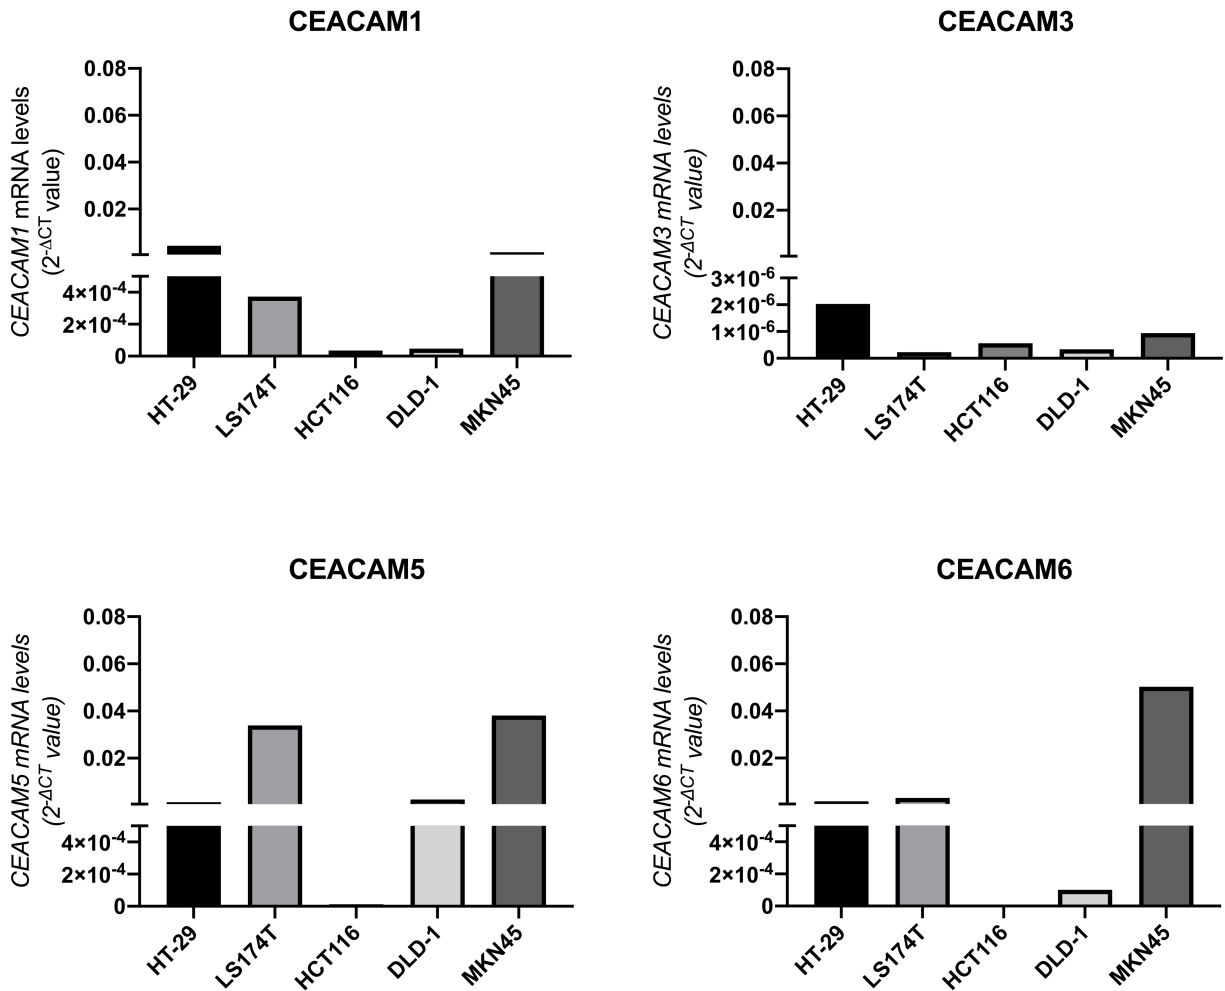 CEACAM1
CEACAM1 mRNA levels
(2-ΔCT value)
0.08
0.06
0.04
0.02
4×10-4
2×10-4
0
HT-29
LS174T
HCT116
DLD-1
MKN45
CEACAM3
CEACAM3 mRNA levels
(2-ΔCT value)
0.08
0.06
0.04
0.02
3×10-6
2×10-6
1×10-6
0
HT-29
LS174T
HCT116
DLD-1
MKN45
CEACAM5
CEACAM5 mRNA levels
(2-ΔCT value)
0.08
0.06
0.04
0.02
4×10-4
2×10-4
0
HT-29
LS174T
HCT116
DLD-1
MKN45
CEACAM6
CEACAM6 mRNA levels
(2-ΔCT value)
0.08
0.06
0.04
0.02
4×10-4
2×10-4
0
HT-29
LS174T
HCT116
DLD-1
MKN45